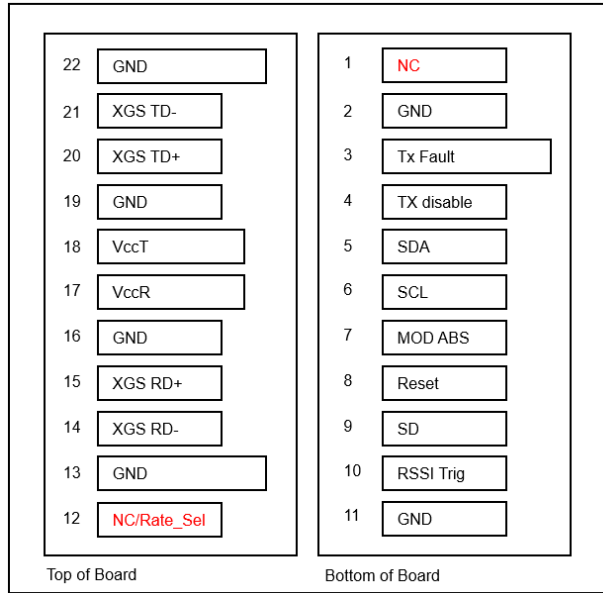 22 GND
21 XGS TD-
20 XGS TD+
19 GND
18 VccT
17 VccR
16 GND
15 XGS RD+
14 XGS RD-
13 GND
12 NC/Rate_Sel
Top of Board
1 NC
2 GND
3 Tx Fault
4 TX disable
5 SDA
6 SCL
7 MOD ABS
8 Reset
9 SD
10 RSSI Trig
11 GND
Bottom of Board